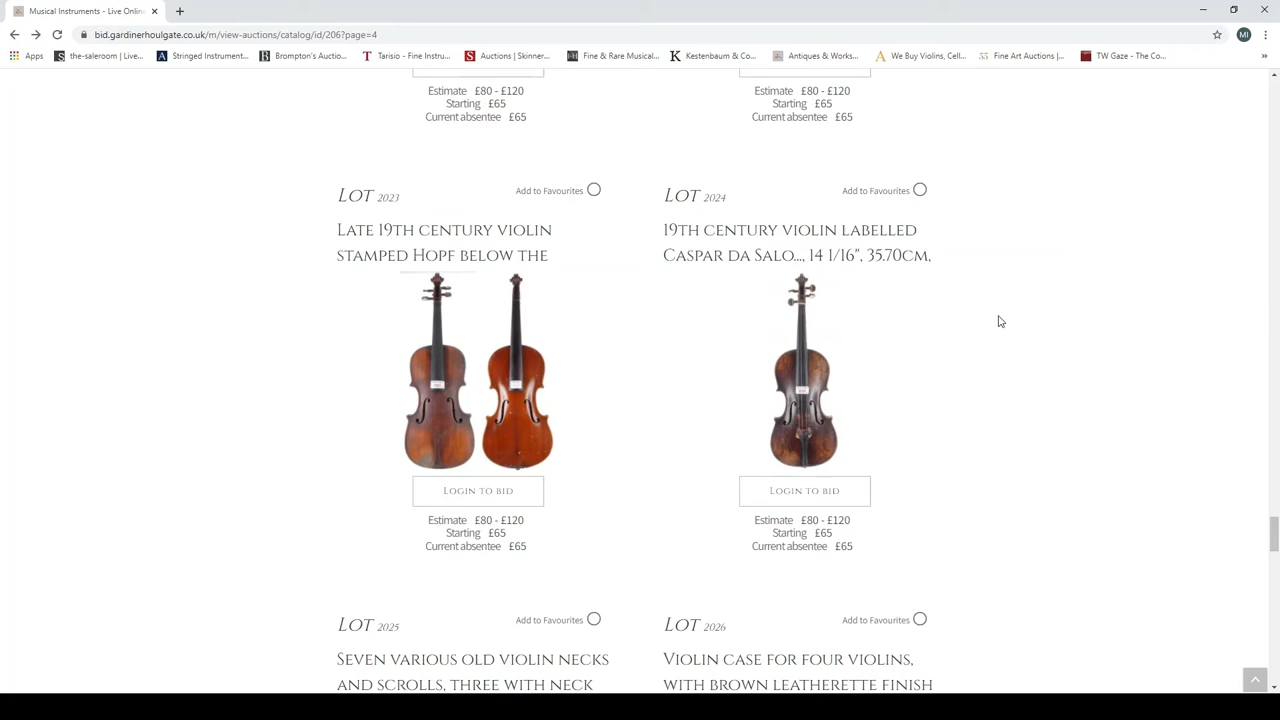 Musical Instruments - Live Onlin
bid.gardinerhoulgate.co.uk/m/view-auctions/catalog/id/206?page=4
MI
Apps
the-saleroom | Live...
Stringed Instrument...
Brompton's Auctio...
Tarisio - Fine Instru...
Auctions | Skinner...
Fine & Rare Musical...
Kestenbaum & Co...
Antiques & Works...
We Buy Violins, Cell...
Fine Art Auctions |...
TW Gaze - The Co...
Estimate £80 - £120
Starting £65
Current absentee £65
Estimate £80 - £120
Starting £65
Current absentee £65
Lot 2023
Add to Favourites
Late 19th century violin
stamped Hopf below the
Login to bid
Estimate £80 - £120
Starting £65
Current absentee £65
Lot 2024
Add to Favourites
19th century violin labelled
Caspar da Salo..., 14 1/16", 35.70cm,
Login to bid
Estimate £80 - £120
Starting £65
Current absentee £65
Lot 2025
Add to Favourites
Seven various old violin necks
and scrolls, three with neck
Lot 2026
Add to Favourites
Violin case for four violins,
with brown leatherette finish